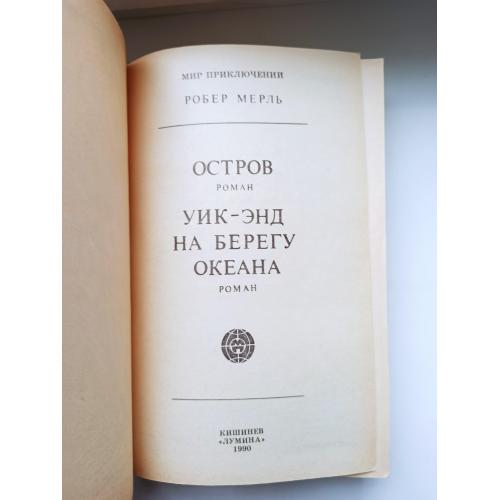 МИР ПРИКЛЮЧЕНИЙ
РОБЕР МЕРЛЬ
ОСТРОВ
РОМАН
УИК-ЭНД
НА БЕРЕГУ
ОКЕАНА
РОМАН
КИШИНЕВ
«ЛУМИНА»
1990